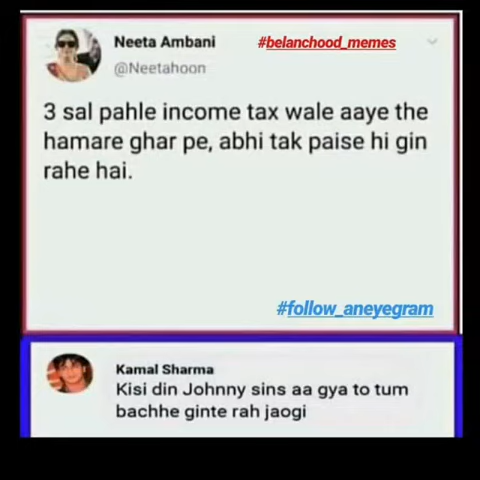 Neeta Ambani #belanchood_memes
@Neetahoon
3 sal pahle income tax wale aaye the
hamare ghar pe, abhi tak paise hi gin
rahe hai.
#follow_aneyegram
Kamal Sharma
Kisi din Johnny sins aa gya to tum
bachhe ginte rah jaogi